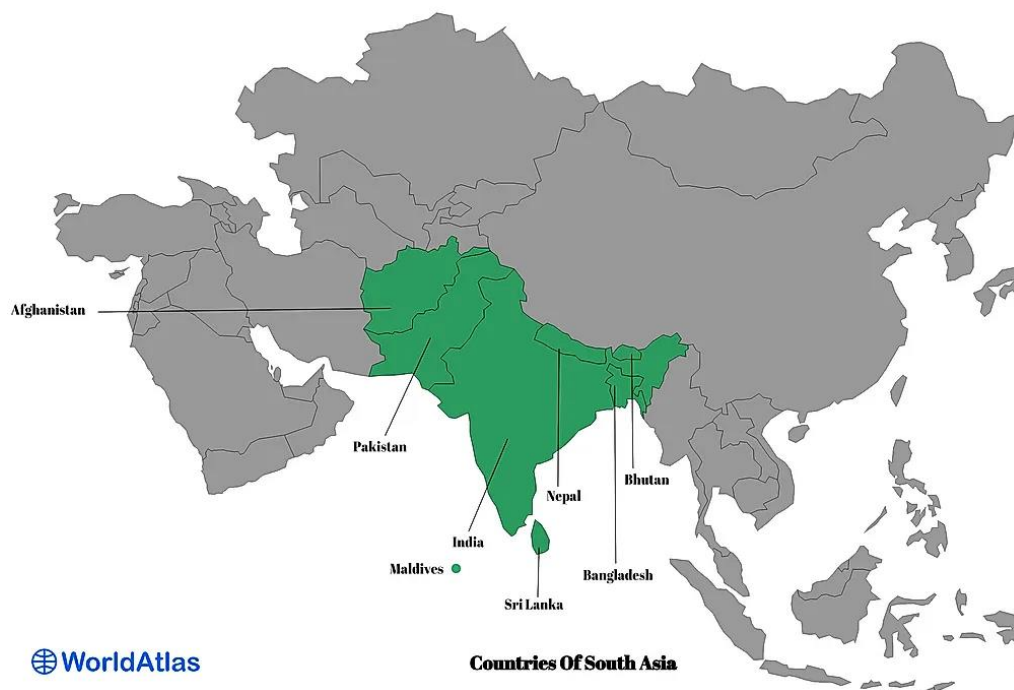 Afghanistan
Pakistan
India
Maldives
Sri Lanka
Nepal
Bangladesh
Bhutan
WorldAtlas
Countries Of South Asia